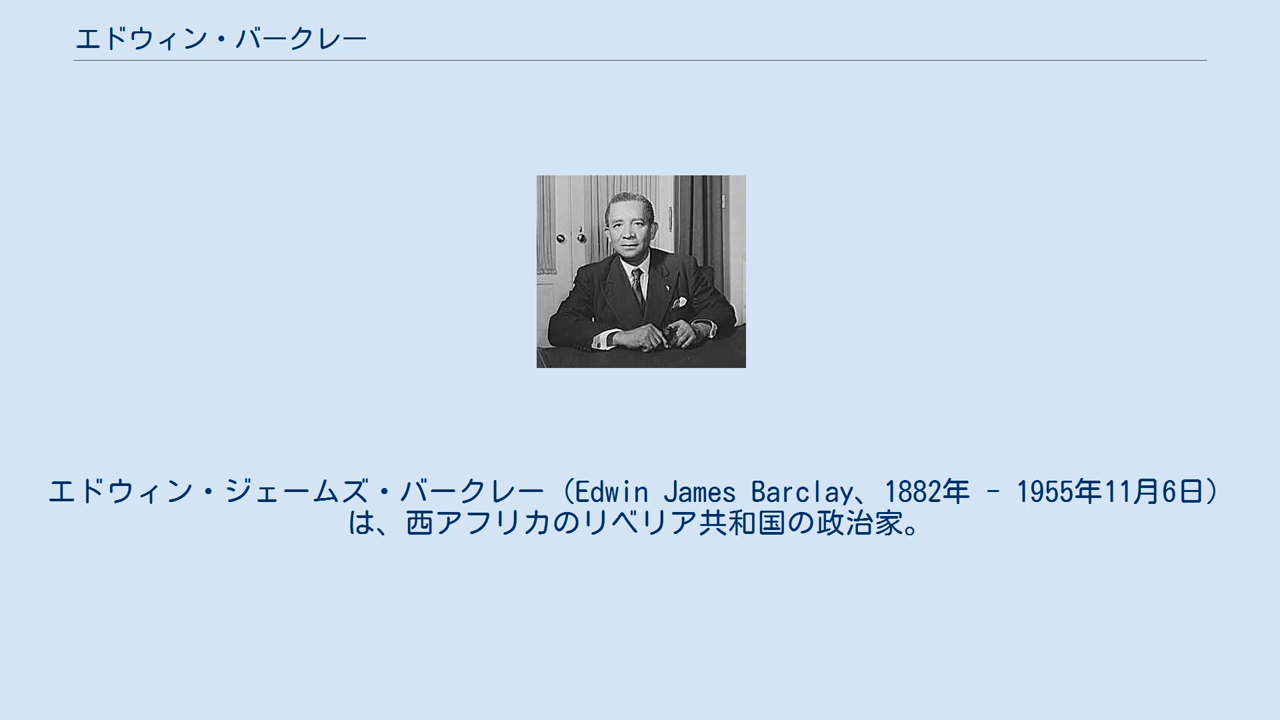 エドウィン・バークレー
エドウィン・ジェームズ・バークレー（Edwin James Barclay、1882年 - 1955年11月6日）
は、西アフリカのリベリア共和国の政治家。